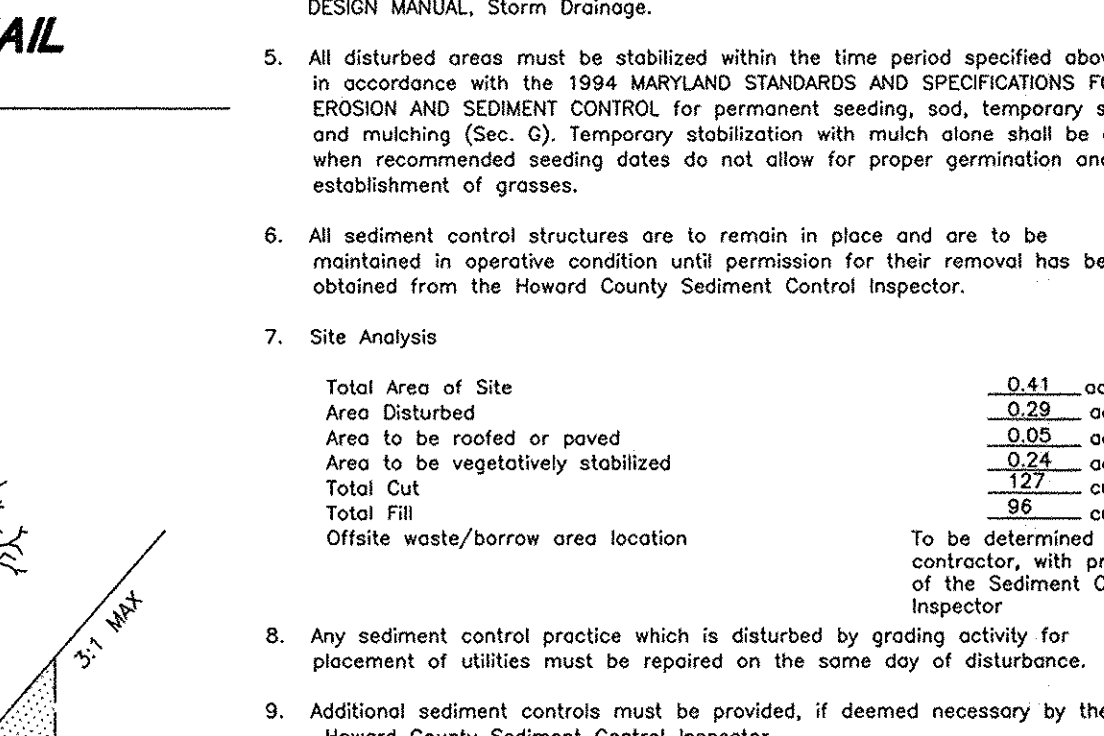 AIL
DESIGN MANUAL, Storm Drainage.
5. All disturbed areas must be stabilized within the time period specified
in accordance with the 1994 MARYLAND STANDARDS AND SPECIFICATIONS
EROSION AND SEDIMENT CONTROL for permanent seeding, sod, temporary
and mulching (Sec. G). Temporary stabilization with mulch alone shall be
when recommended seeding dates do not allow for proper germination
establishment of grasses.
6. All sediment control structures are to remain in place and are to be
maintained in operative condition until permission for their removal has
obtained from the Howard County Sediment Control Inspector.
7. Site Analysis
Total Area of Site 0.41
Area Disturbed 0.29
Area to be roofed or paved 0.05
Area to be vegetatively stabilized 0.24
Total Cut 127
Total Fill 96
Offsite waste/borrow area location To be determined
contractor, with
of the Sediment
Inspector
3:1 MAX
8. Any sediment control practice which is disturbed by grading activity for
placement of utilities must be repaired on the same day of disturbance.
9. Additional sediment controls must be provided, if deemed necessary by the
Howard County Sediment Control Inspector